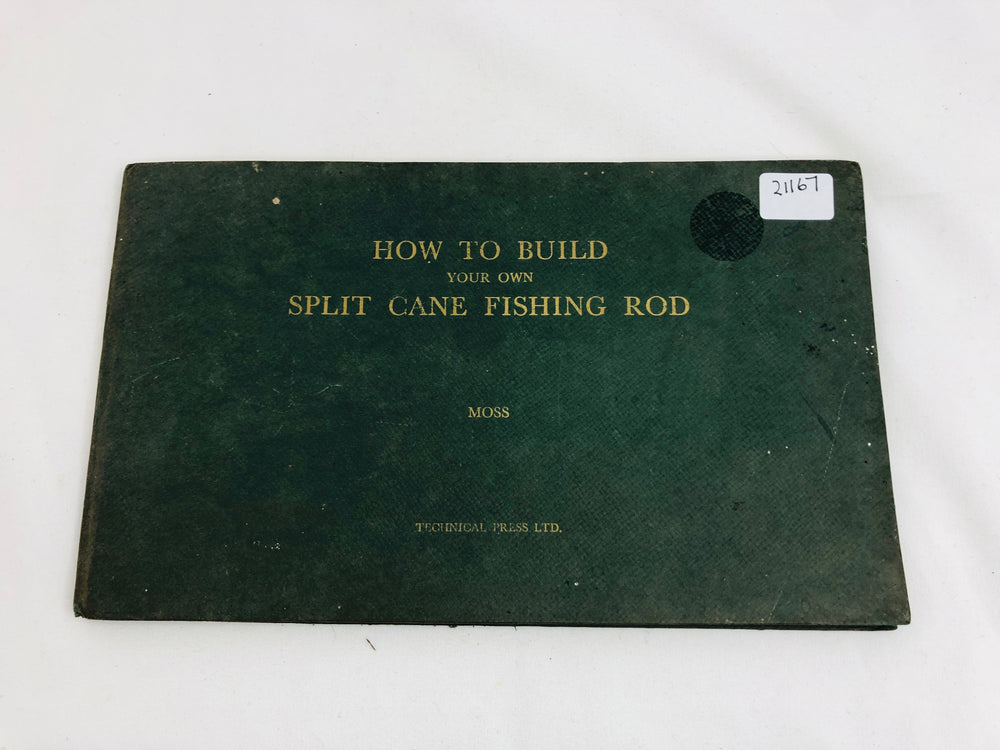 21167
HOW TO BUILD
YOUR OWN
SPLIT CANE FISHING ROD
MOSS
TECHNICAL PRESS LTD.